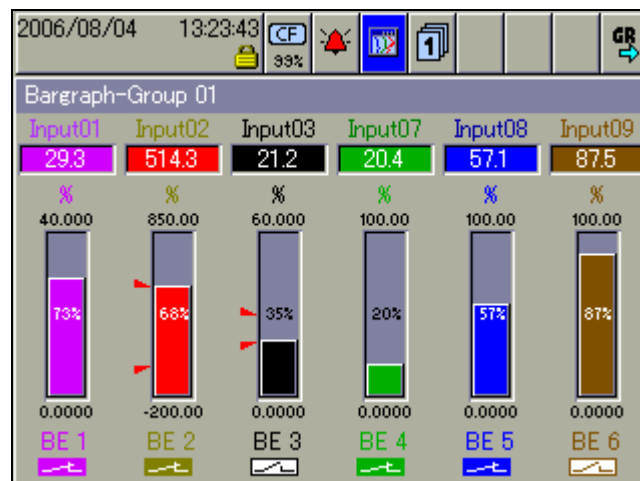 2006/08/04 13:23:43 CF 99% 1 GR
Bargraph-Group 01
Input01 Input02 Input03 Input07 Input08 Input09
29.3 514.3 21.2 20.4 57.1 87.5
% % % % % %
40.000 850.00 60.000 100.00 100.00 100.00
73% 68% 35% 20% 57% 87%
0.0000 -200.00 0.0000 0.0000 0.0000 0.0000
BE 1 BE 2 BE 3 BE 4 BE 5 BE 6